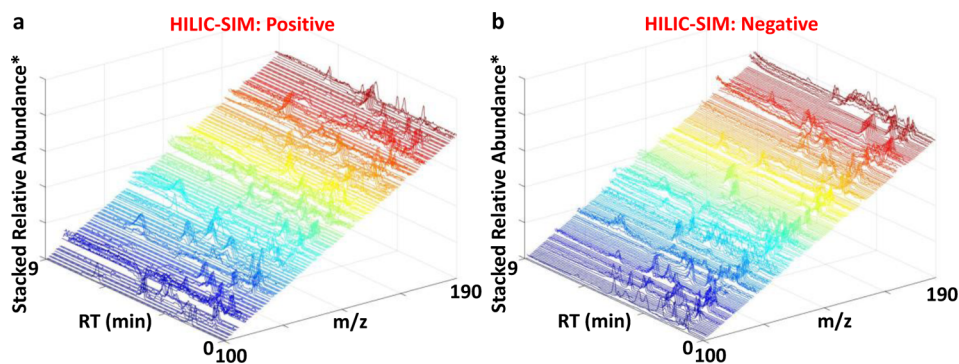 a
HILIC-SIM: Positive
Stacked Relative Abundance*
9
RT (min)
0
100
m/z
190
b
HILIC-SIM: Negative
Stacked Relative Abundance*
9
RT (min)
0
100
m/z
190